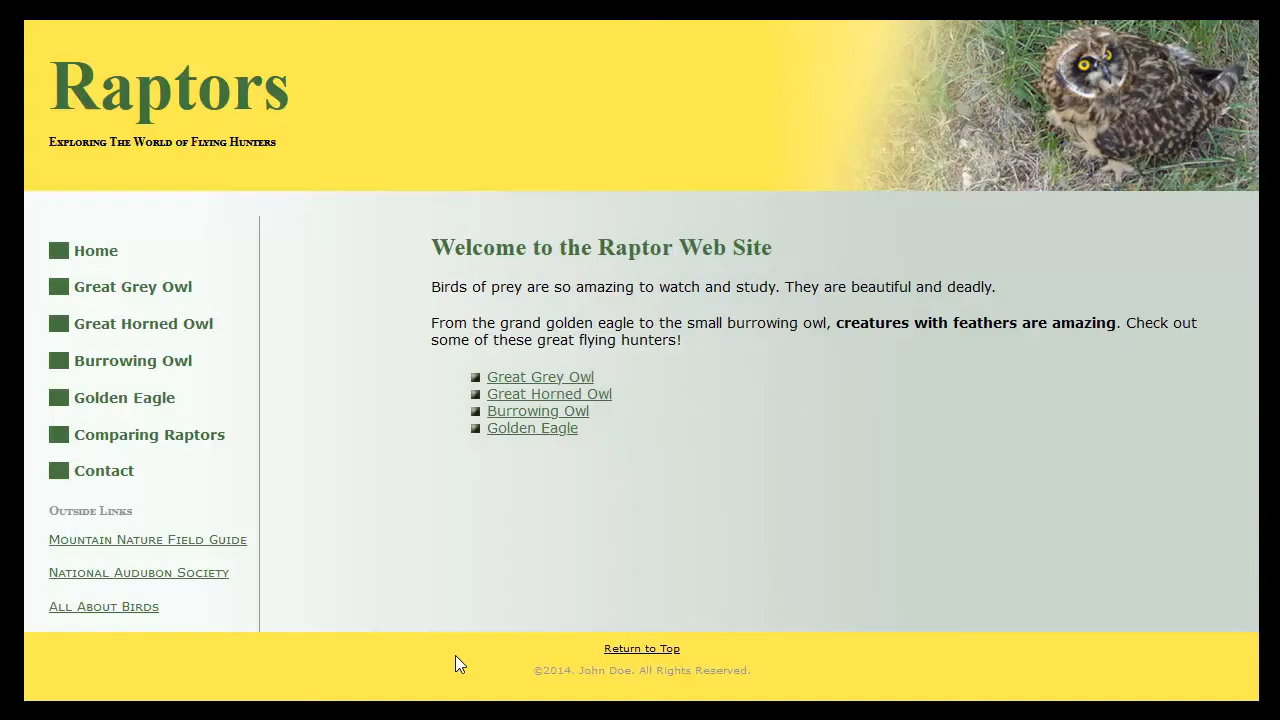 Raptors
Exploring The World of Flying Hunters
Home
Great Grey Owl
Great Horned Owl
Burrowing Owl
Golden Eagle
Comparing Raptors
Contact
Outside Links
Mountain Nature Field Guide
National Audubon Society
All About Birds
Welcome to the Raptor Web Site
Birds of prey are so amazing to watch and study. They are beautiful and deadly.
From the grand golden eagle to the small burrowing owl, creatures with feathers are amazing. Check out
some of these great flying hunters!
Great Grey Owl
Great Horned Owl
Burrowing Owl
Golden Eagle
Return to Top
©2014. John Doe. All Rights Reserved.